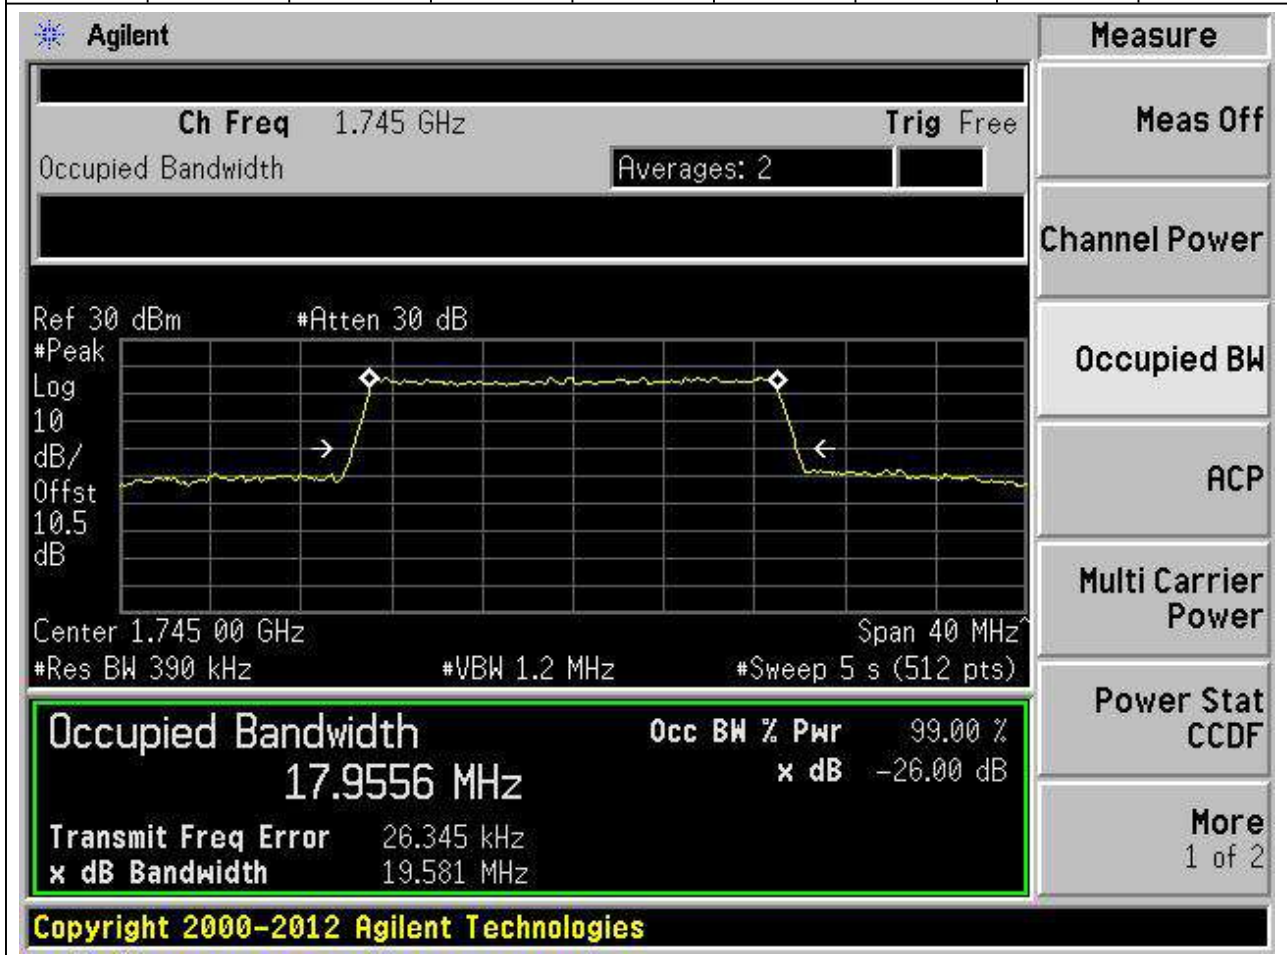 Agilent
Measure
Ch Freq 1.745 GHz Trig Free
Occupied Bandwidth Averages: 2
Meas Off
Channel Power
Occupied BW
ACP
Multi Carrier
Power
Power Stat
CCDF
More
1 of 2
Ref 30 dBm #Atten 30 dB
#Peak
Log
10
dB/
Offst
10.5
dB
Center 1.745 00 GHz Span 40 MHz^
#Res BW 390 kHz #VBW 1.2 MHz #Sweep 5 s (512 pts)
Occupied Bandwidth Occ BW % Pwr 99.00 %
17.9556 MHz x dB -26.00 dB
Transmit Freq Error 26.345 kHz
x dB Bandwidth 19.581 MHz
Copyright 2000-2012 Agilent Technologies